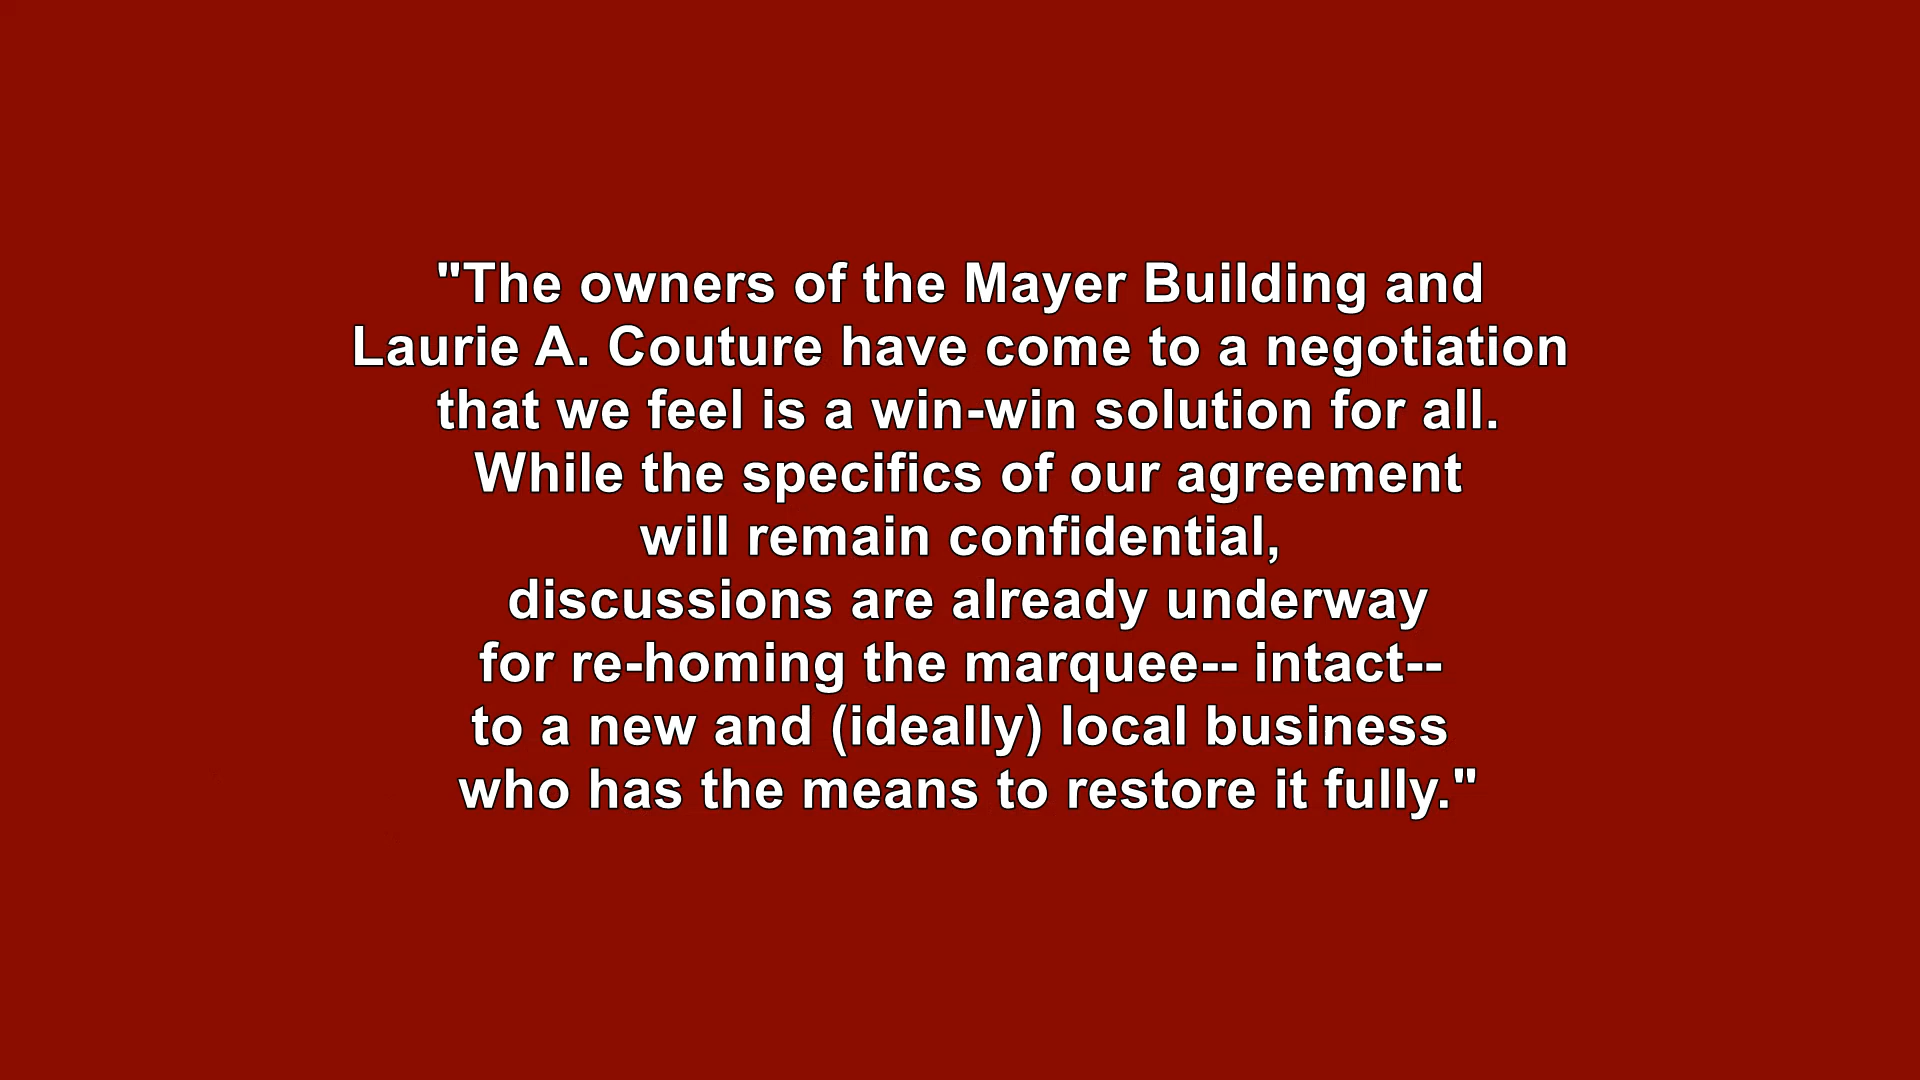 "The owners of the Mayer Building and
Laurie A. Couture have come to a negotiation
that we feel is a win-win solution for all.
While the specifics of our agreement
will remain confidential,
discussions are already underway
for re-homing the marquee-- intact--
to a new and (ideally) local business
who has the means to restore it fully."